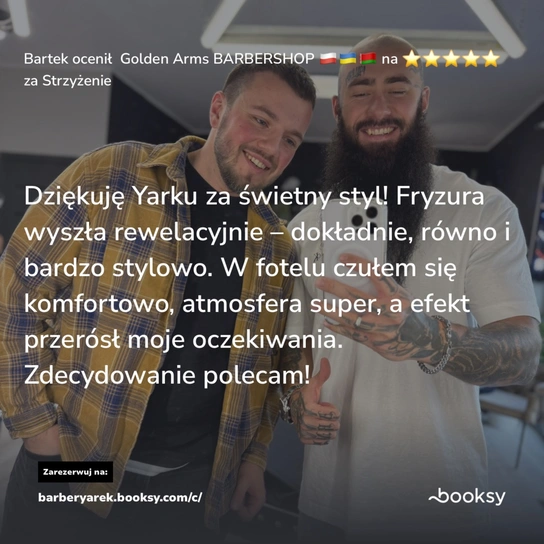 Bartek ocenił Golden Arms BARBERSHOP 🇵🇱🇺🇦🇧🇾 na ⭐⭐⭐⭐⭐
za Strzyżenie
Dziękuję Yarku za świetny styl! Fryzura
wyszła rewelacyjnie – dokładnie, równo i
bardzo stylowo. W fotelu czułem się
komfortowo, atmosfera super, a efekt
przerósł moje oczekiwania.
Zdecydowanie polecam!
Zarezerwuj na:
barberyarek.booksy.com/c/
booksy